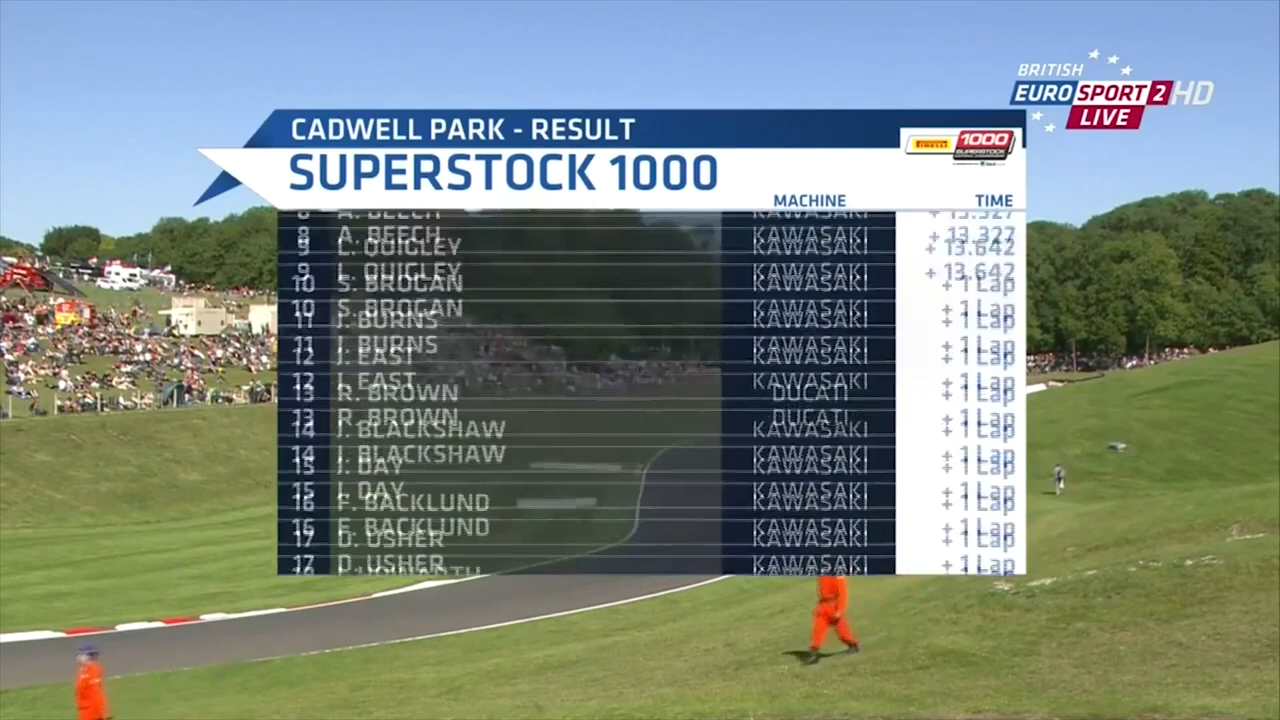 BRITISH
EUROSPORT 2 HD
LIVE
CADWELL PARK - RESULT
SUPERSTOCK 1000
PIRELLI 1000 SUPERSTOCK
MACHINE TIME
8 A. BEECH KAWASAKI + 13.327
9 L. QUIGLEY KAWASAKI + 13.642
10 S. BROGAN KAWASAKI + 1 Lap
11 J. BURNS KAWASAKI + 1 Lap
12 J. EAST KAWASAKI + 1 Lap
13 R. BROWN DUCATI + 1 Lap
14 J. BLACKSHAW KAWASAKI + 1 Lap
15 J. DAY KAWASAKI + 1 Lap
16 F. BACKLUND KAWASAKI + 1 Lap
17 D. USHER KAWASAKI + 1 Lap